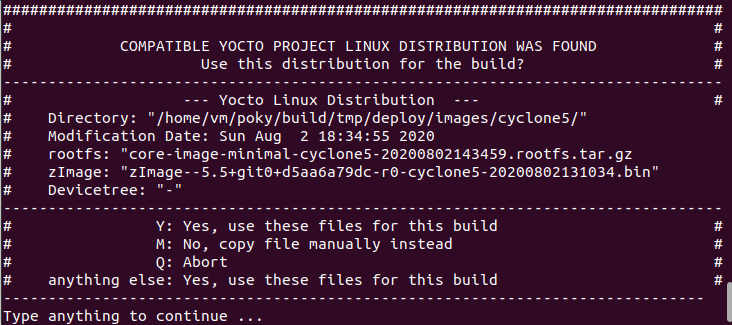 ################################################################################
#                                                                              #
#            COMPATIBLE YOCTO PROJECT LINUX DISTRIBUTION WAS FOUND             #
#                     Use this distribution for the build?                     #
--------------------------------------------------------------------------------
#                   --- Yocto Linux Distribution  ---                          #
#    Directory: "/home/vm/poky/build/tmp/deploy/images/cyclone5/"
#    Modification Date: Sun Aug  2 18:34:55 2020
#    rootfs: "core-image-minimal-cyclone5-20200802143459.rootfs.tar.gz
#    zImage: "zImage--5.5+git0+d5aa6a79dc-r0-cyclone5-20200802131034.bin"
#    Devicetree: "-"
--------------------------------------------------------------------------------
#                Y: Yes, use these files for this build                        #
#                M: No, copy file manually instead                             #
#                Q: Abort                                                      #
#    anything else: Yes, use these files for this build                        #
------------------------------------------------------------------------------
Type anything to continue ...